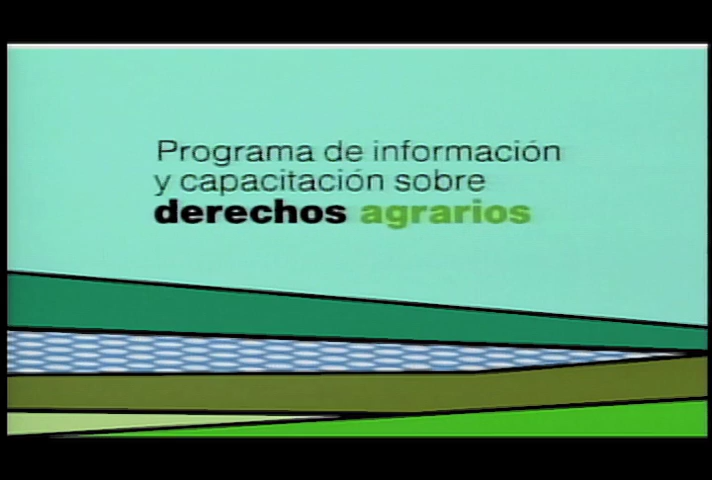 Programa de información
y capacitación sobre
derechos agrarios